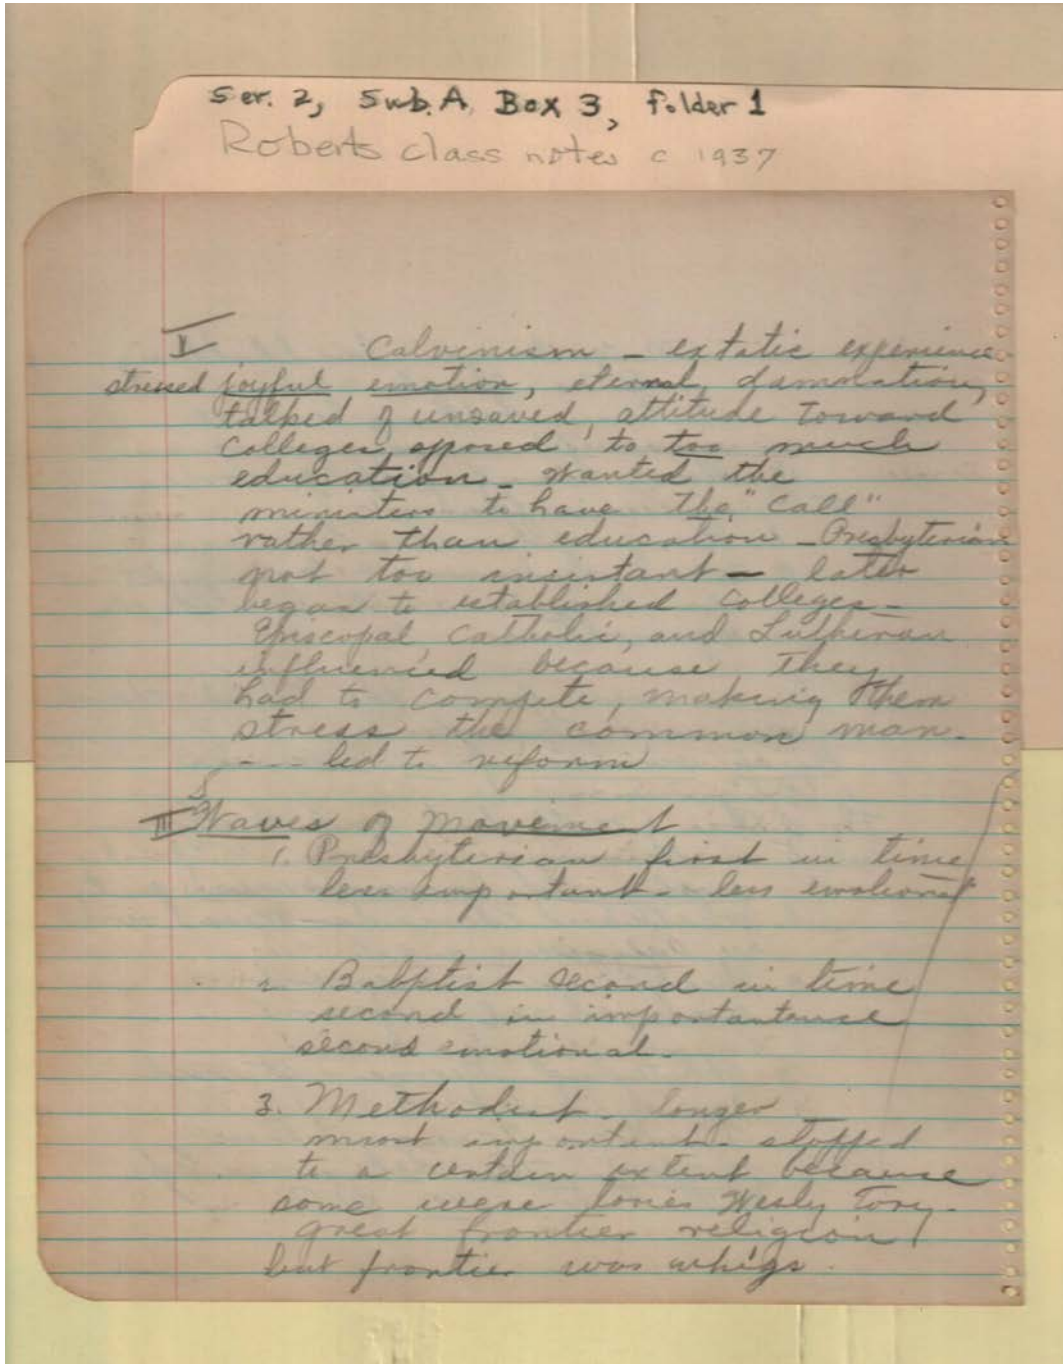 Ser. 2, Sub. A, Box 3, Folder 1
Roberts class notes c 1937
V
Calvinism – extatic experience
stressed joyful emotion, eternal, damnation,
talked of unsaved, attitude toward
colleges, opposed to too much
education – wanted the
ministers to have the "call"
rather than education – Presbyterian
not too insistant – later
began to established colleges –
Episcopal, Catholic, and Lutheran
influenced because they
had to compete, making them
stress the common man.
--- led to reform
III Waves of movement
1. Presbyterian first in time
less important – less emotional
2. Babptist second in time
second in importantance
second emotional.
3. Methodist – longer –
most important – stopped
to a certain extent because
some were tories Wesly Tory –
great frontier religion
but frontier was whigs.